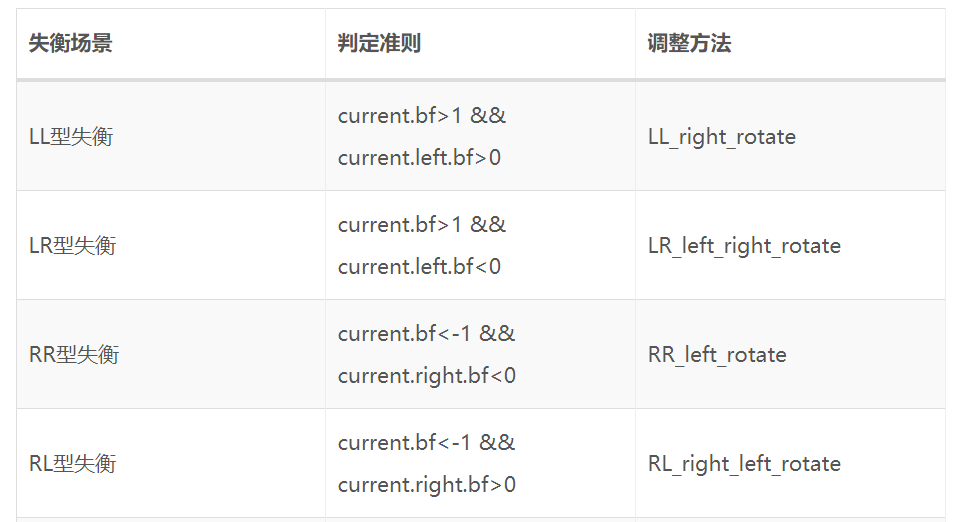 失衡场景 判定准则 调整方法
LL型失衡 current.bf>1 && current.left.bf>0 LL_right_rotate
LR型失衡 current.bf>1 && current.left.bf<0 LR_left_right_rotate
RR型失衡 current.bf<-1 && current.right.bf<0 RR_left_rotate
RL型失衡 current.bf<-1 && current.right.bf>0 RL_right_left_rotate